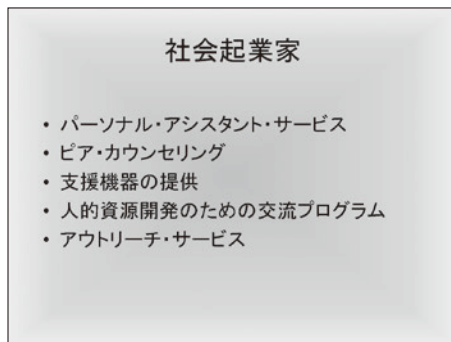 社会起業家
• パーソナル・アシスタント・サービス
• ピア・カウンセリング
• 支援機器の提供
• 人的資源開発のための交流プログラム
• アウトリーチ・サービス